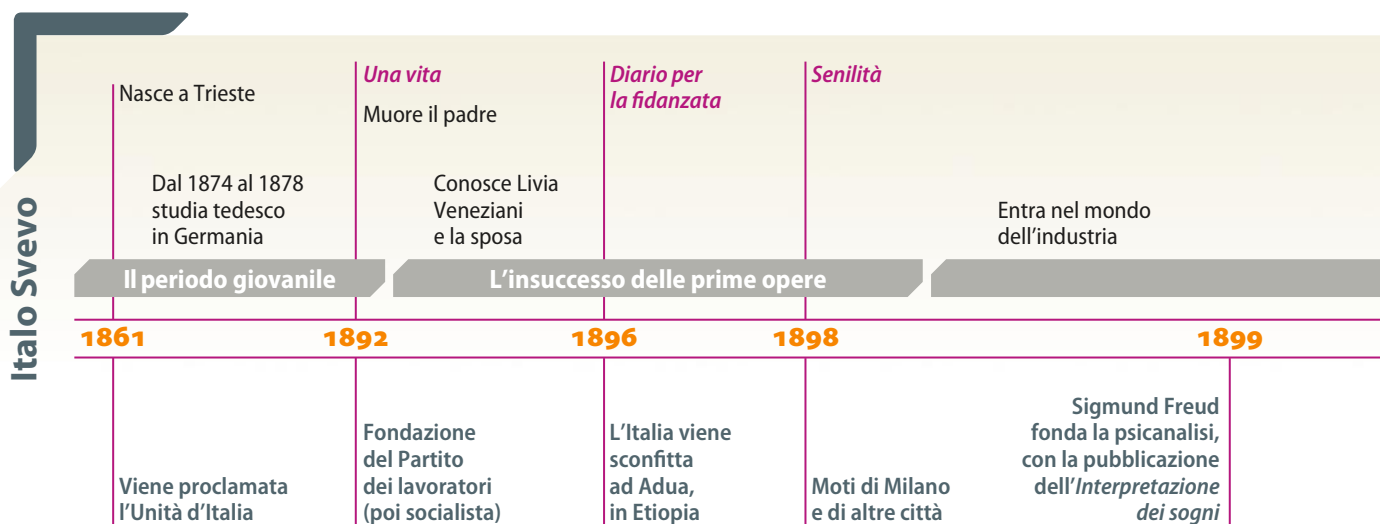 Italo Svevo
Nasce a Trieste
Dal 1874 al 1878
studia tedesco
in Germania
Una vita
Muore il padre
Conosce Livia
Veneziani
e la sposa
Diario per
la fidanzata
Senilità
Entra nel mondo
dell’industria
Il periodo giovanile
L’insuccesso delle prime opere
1861
1892
1896
1898
1899
Viene proclamata
l’Unità d’Italia
Fondazione
del Partito
dei lavoratori
(poi socialista)
L’Italia viene
sconfitta
ad Adua,
in Etiopia
Moti di Milano
e di altre città
Sigmund Freud
fonda la psicanalisi,
con la pubblicazione
dell’Interpretazione
dei sogni